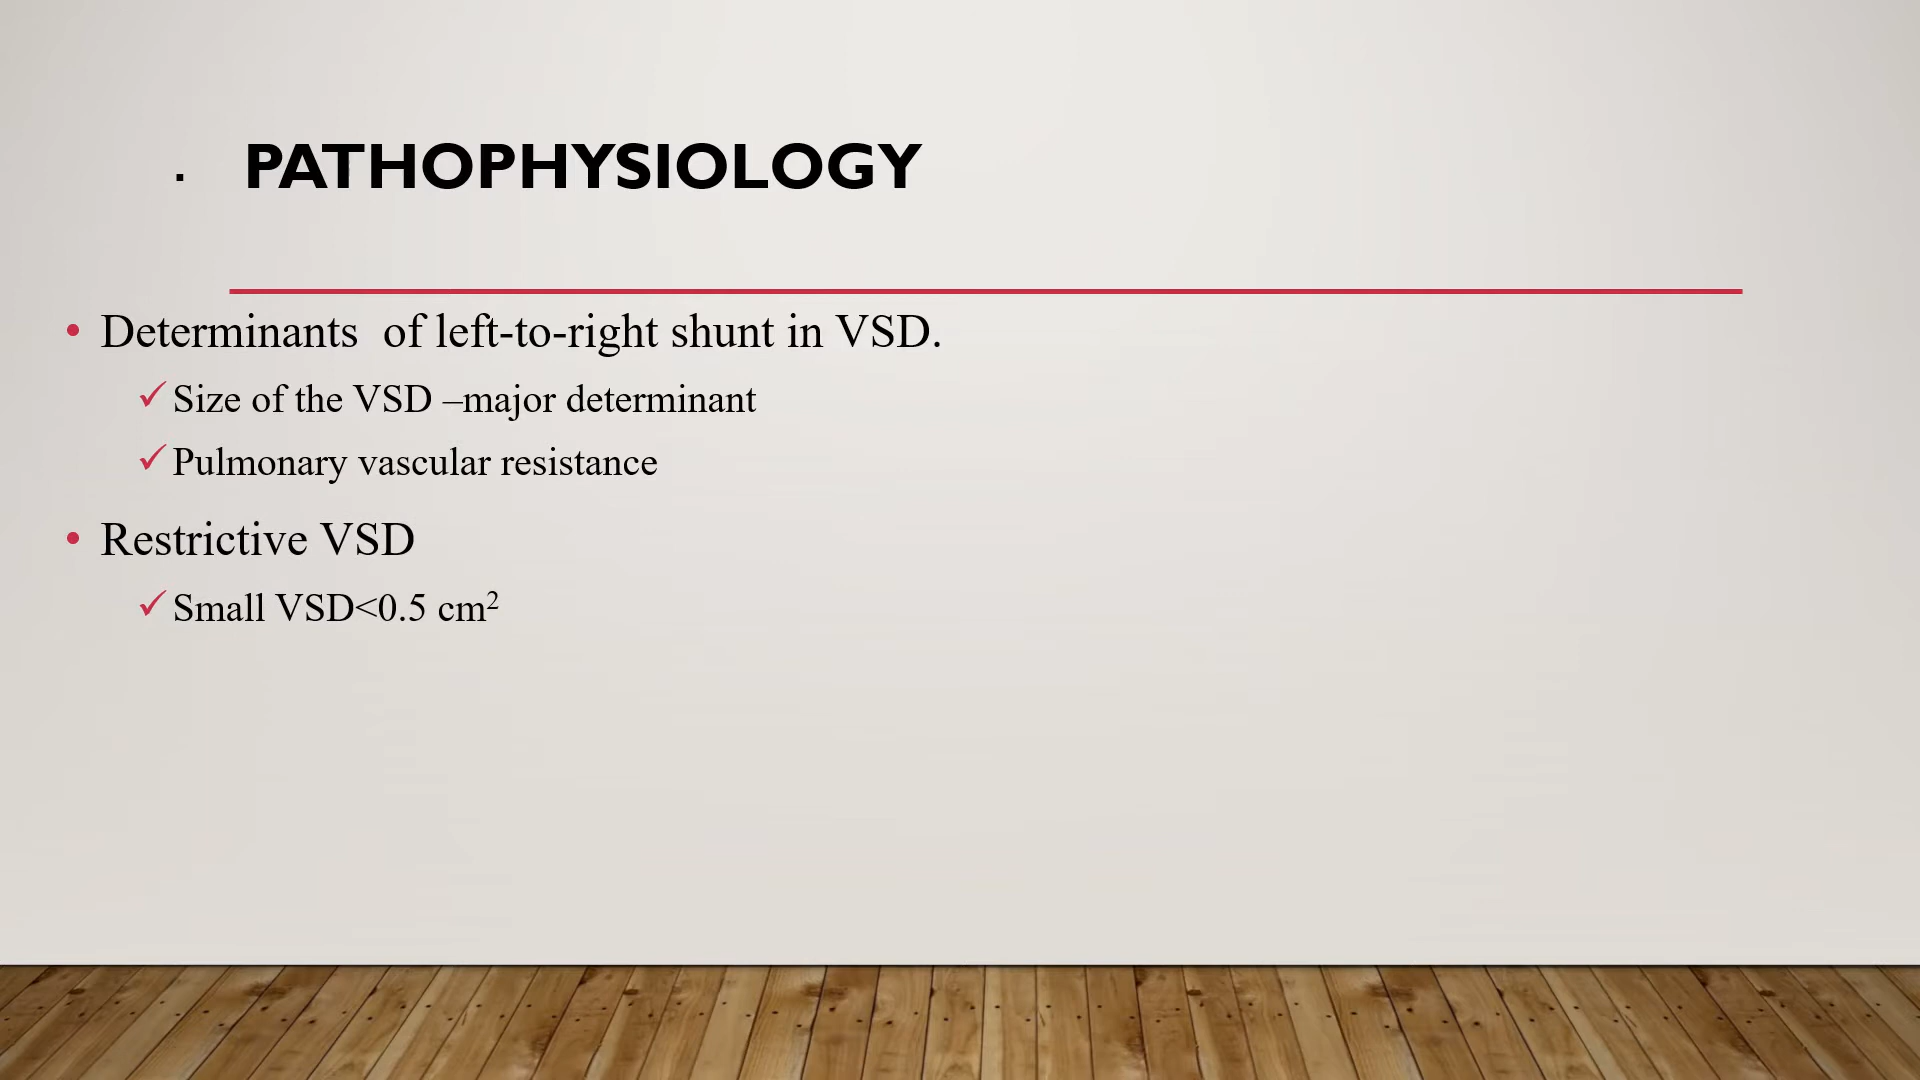 . PATHOPHYSIOLOGY
• Determinants  of left-to-right shunt in VSD.
✓ Size of the VSD –major determinant
✓ Pulmonary vascular resistance
• Restrictive VSD
✓ Small VSD<0.5 cm²